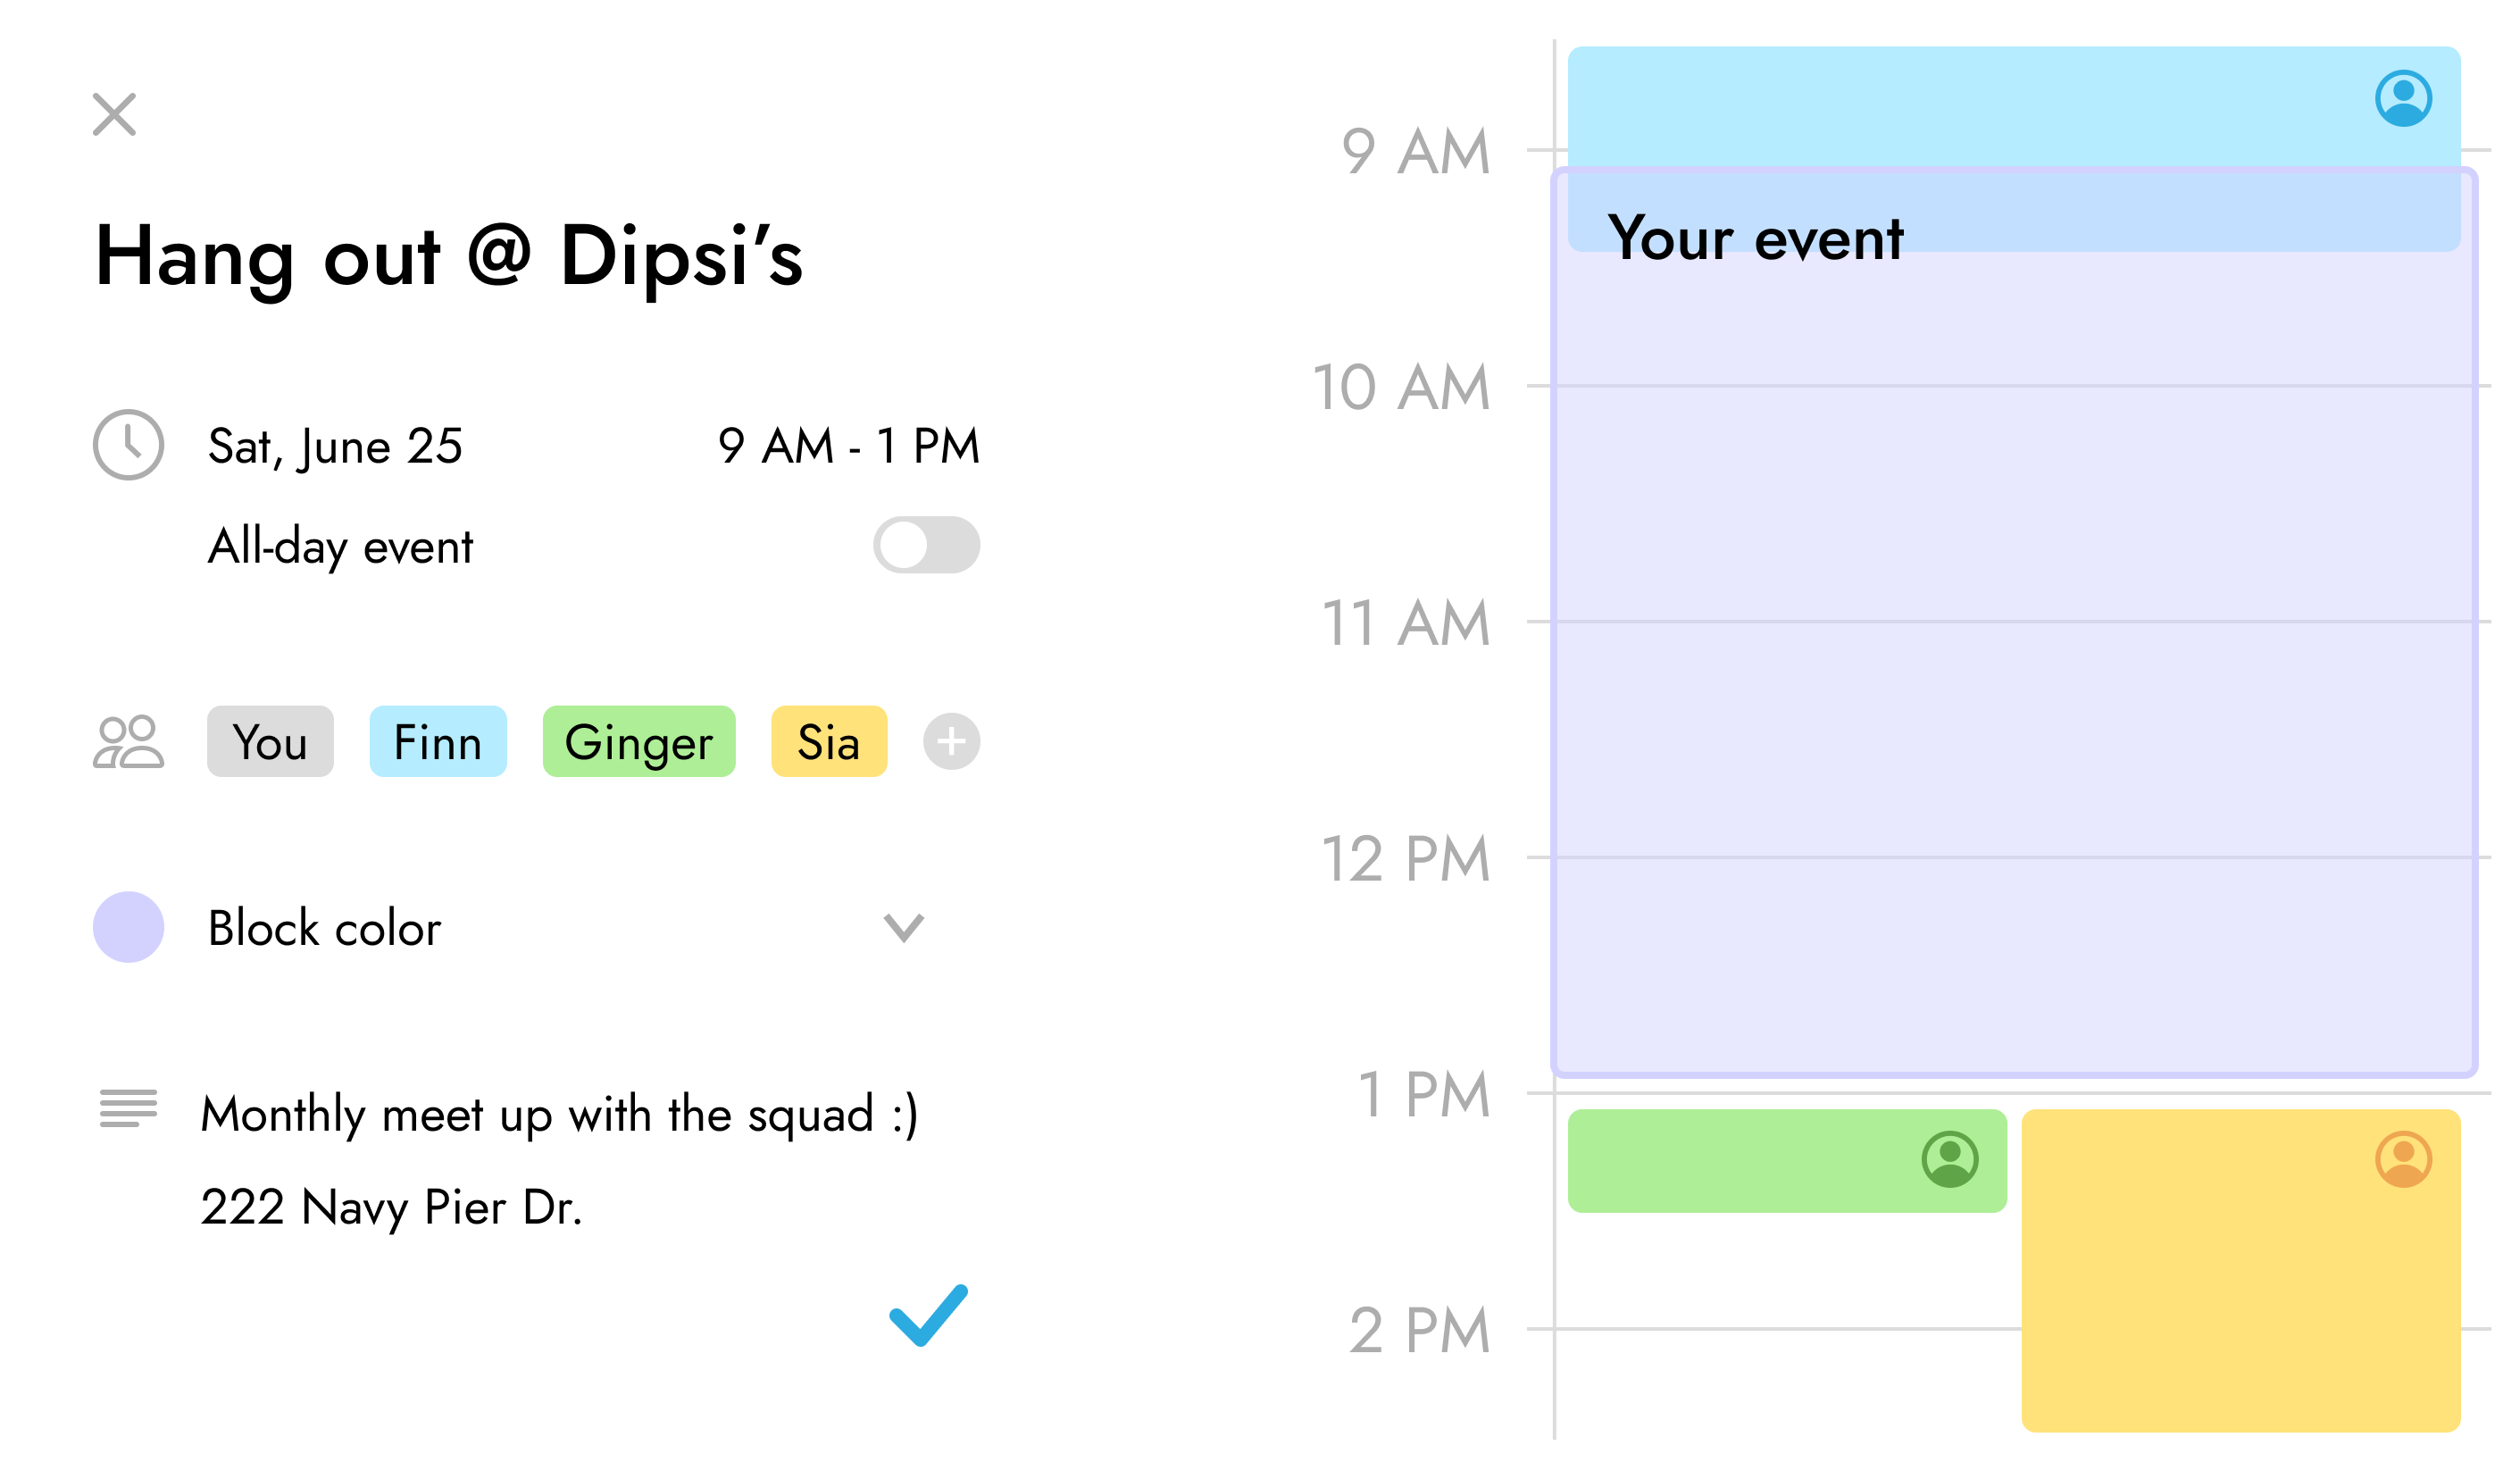 Hang out @ Dipsi’s
Sat, June 25 9 AM - 1 PM
All-day event
You Finn Ginger Sia
Block color
Monthly meet up with the squad :)
222 Navy Pier Dr.
9 AM
Your event
10 AM
11 AM
12 PM
1 PM
2 PM